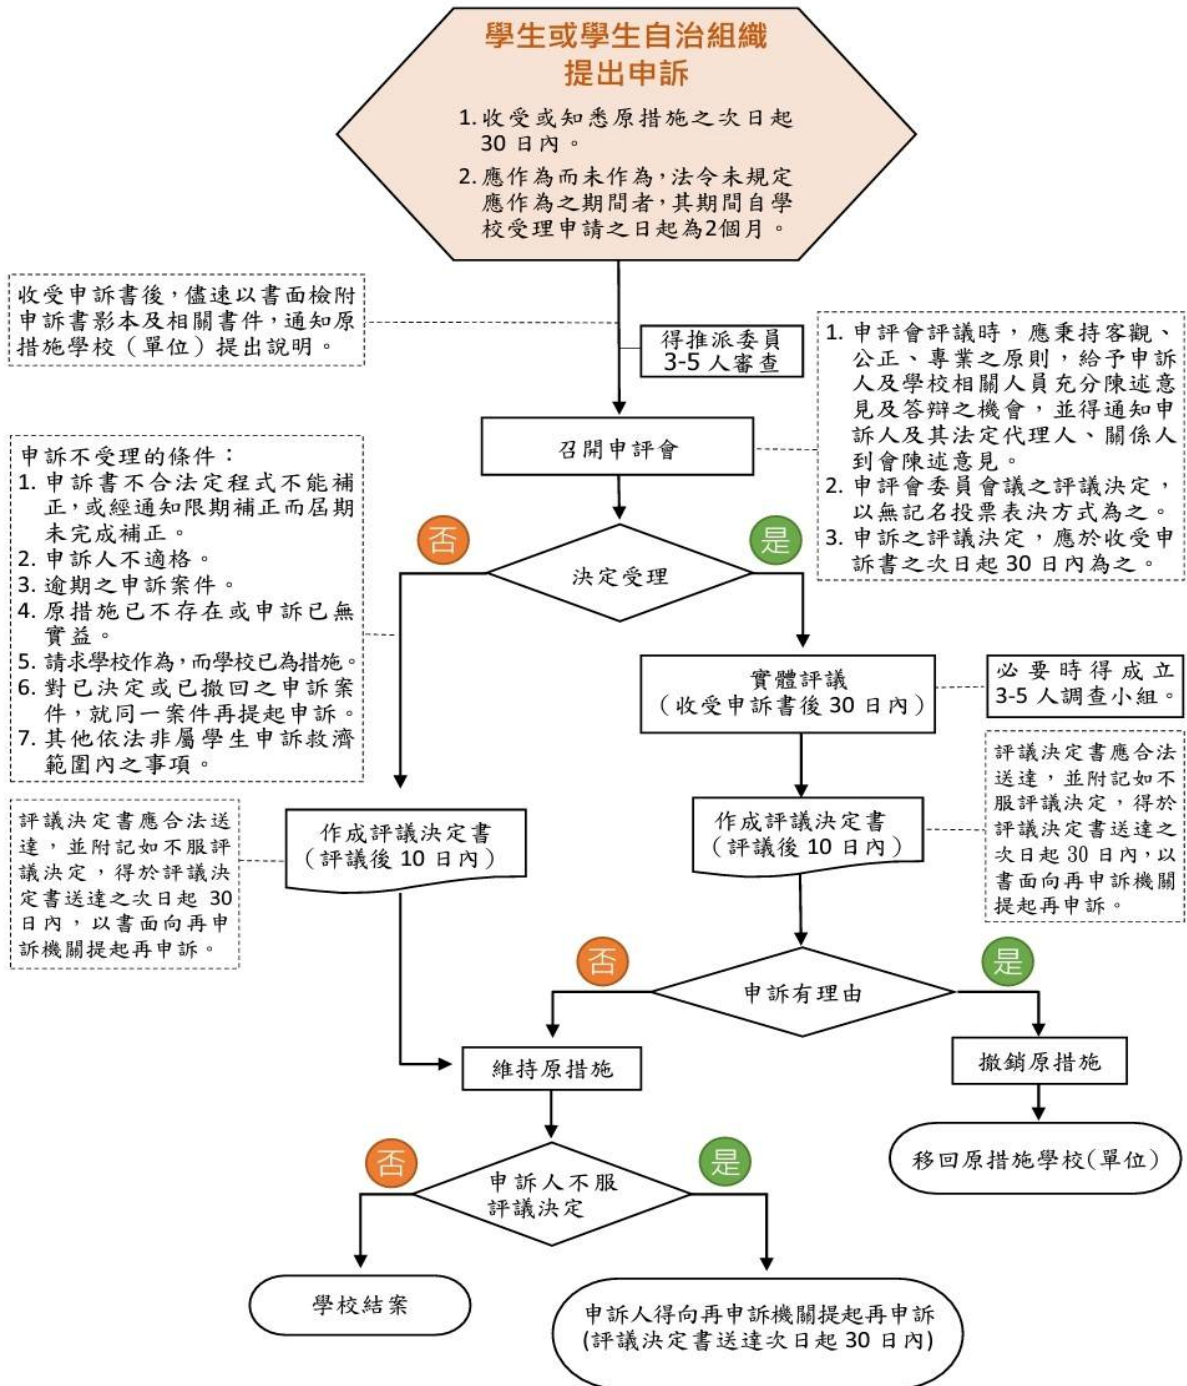 學生或學生自治組織
提出申訴
1. 收受或知悉原措施之次日起
30 日內。
2. 應作為而未作為，法令未規定
應作為之期間者，其期間自學
校受理申請之日起為2個月。
收受申訴書後，儘速以書面檢附
申訴書影本及相關書件，通知原
措施學校（單位）提出說明。
得推派委員
3-5 人審查
1. 申評會評議時，應秉持客觀、
公正、專業之原則，給予申訴
人及學校相關人員充分陳述意
見及答辯之機會，並得通知申
訴人及其法定代理人、關係人
到會陳述意見。
2. 申評會委員會議之評議決定，
以無記名投票表決方式為之。
3. 申訴之評議決定，應於收受申
訴書之次日起 30 日內為之。
召開申評會
申訴不受理的條件：
1. 申訴書不合法定程式不能補
正，或經通知限期補正而屆期
未完成補正。
2. 申訴人不適格。
3. 逾期之申訴案件。
4. 原措施已不存在或申訴已無
實益。
5. 請求學校作為，而學校已為措施。
6. 對已決定或已撤回之申訴案
件，就同一案件再提起申訴。
7. 其他依法非屬學生申訴救濟
範圍內之事項。
否
是
決定受理
實體評議
（收受申訴書後 30 日內）
必要時得成立
3-5 人調查小組。
評議決定書應合法送
達，並附記如不服評
議決定，得於評議決
定書送達之次日起 30
日內，以書面向再申
訴機關提起再申訴。
作成評議決定書
（評議後 10 日內）
作成評議決定書
（評議後 10 日內）
評議決定書應合法
送達，並附記如不
服評議決定，得於
評議決定書送達之
次日起 30 日內，以
書面向再申訴機關
提起再申訴。
否
是
申訴有理由
維持原措施
撤銷原措施
移回原措施學校(單位)
否
是
申訴人不服
評議決定
學校結案
申訴人得向再申訴機關提起再申訴
(評議決定書送達次日起 30 日內)